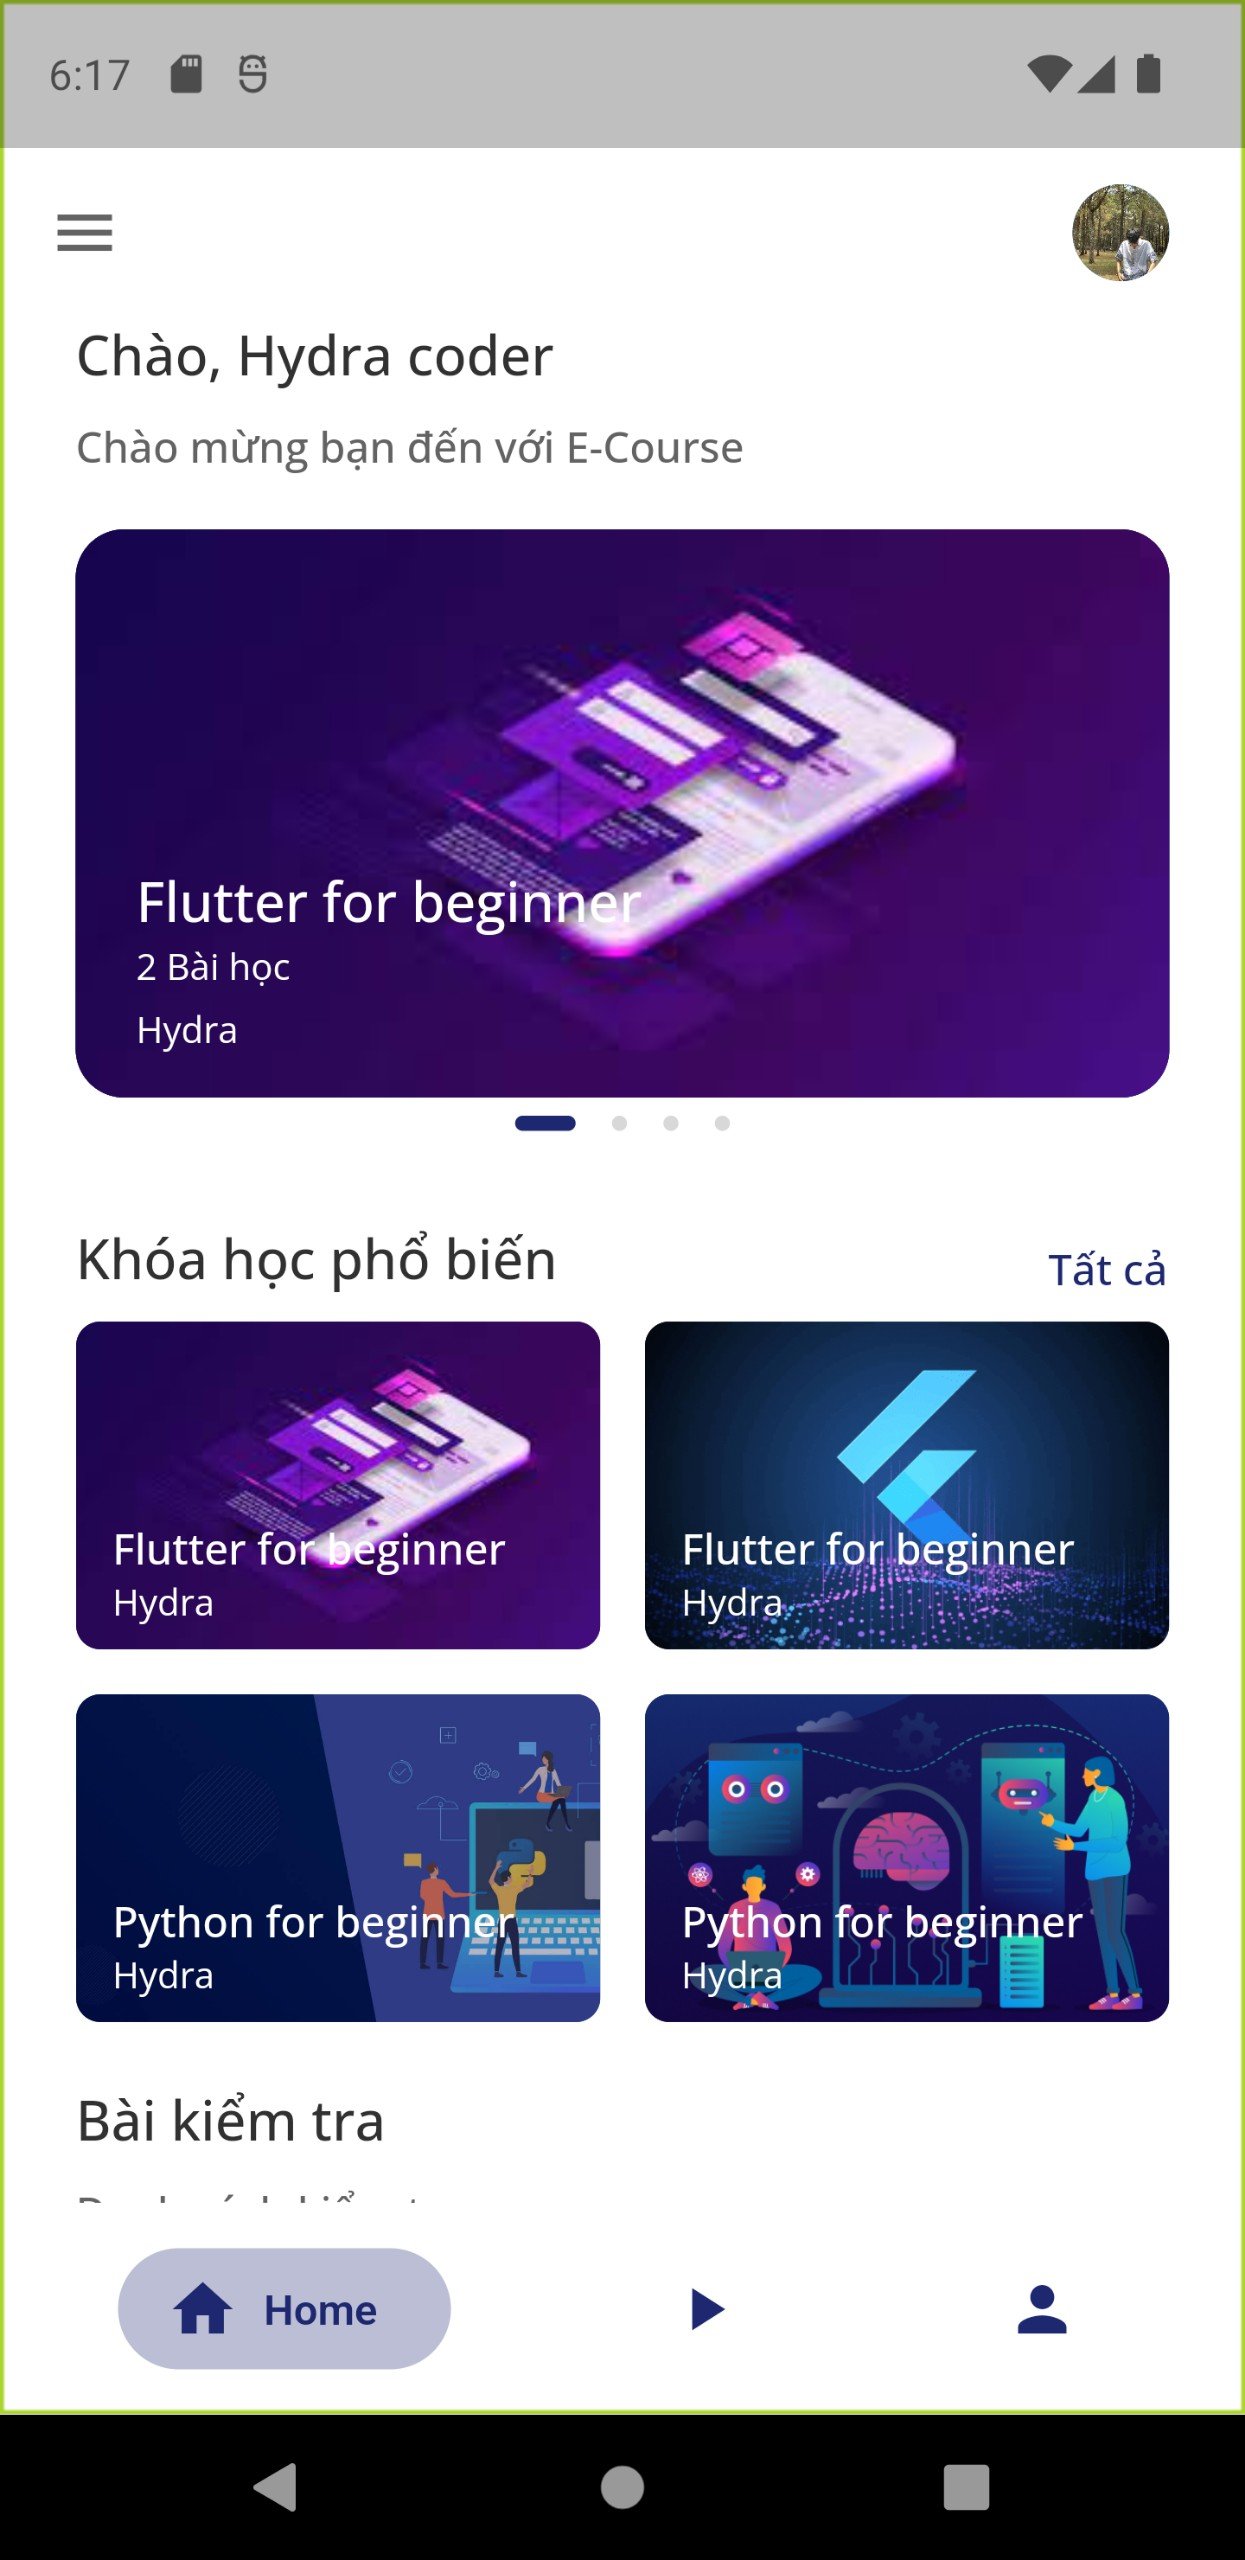 6:17
Chào, Hydra coder
Chào mừng bạn đến với E-Course
Flutter for beginner
2 Bài học
Hydra
Khóa học phổ biến
Tất cả
Flutter for beginner
Hydra
Flutter for beginner
Hydra
Python for beginner
Hydra
Python for beginner
Hydra
Bài kiểm tra
Home